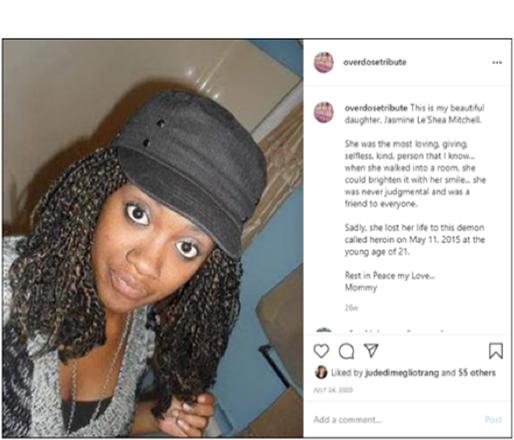 overdosetribute
overdosetribute This is my beautiful
daughter, Jasmine Le'Shea Mitchell.
She was the most loving, giving,
selfless, kind, person that I know...
when she walked into a room, she
could brighten it with her smile... she
was never judgmental and was a
friend to everyone.
Sadly, she lost her life to this demon
called heroin on May 11, 2015 at the
young age of 21.
Rest in Peace my Love...
Mommy
Liked by judedimegliotrang and 55 others
JULY 24, 2020
Add a comment...
Post